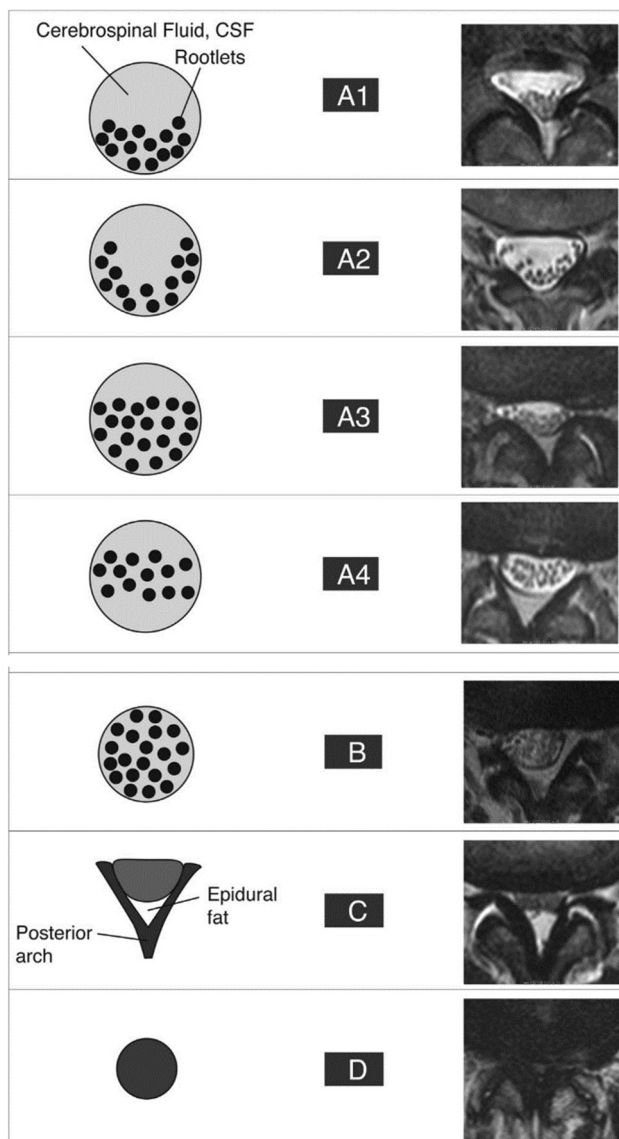 Cerebrospinal Fluid, CSF
Rootlets
A1
A2
A3
A4
B
Epidural
fat
C
Posterior
arch
D